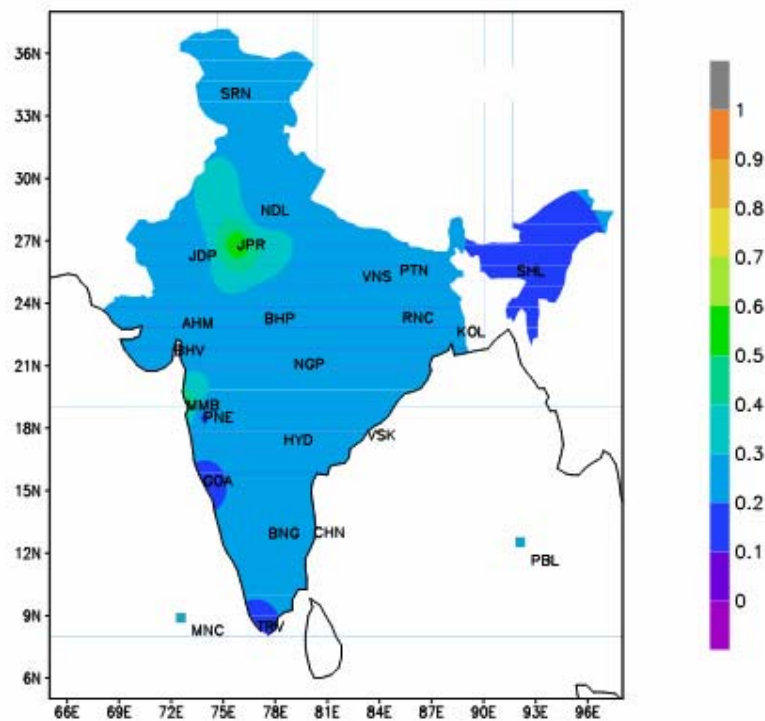 36N
33N
30N
27N
24N
21N
18N
15N
12N
9N
6N
66E 69E 72E 75E 78E 81E 84E 87E 90E 93E 96E
SRN
NDL
JPR
JDP
VNS
PTN
SHL
AHM
BHP
RNC
KOL
BHV
NGP
MMB
PNE
HYD
VSK
GOA
BNG
CHN
PBL
TRV
MNC
1
0.9
0.8
0.7
0.6
0.5
0.4
0.3
0.2
0.1
0